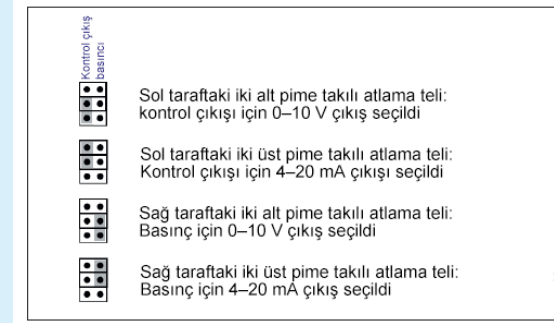 Kontrol çıkış
basıncı
Sol taraftaki iki alt pime takılı atlama teli:
kontrol çıkışı için 0–10 V çıkış seçildi
Sol taraftaki iki üst pime takılı atlama teli:
Kontrol çıkışı için 4–20 mA çıkışı seçildi
Sağ taraftaki iki alt pime takılı atlama teli:
Basınç için 0–10 V çıkış seçildi
Sağ taraftaki iki üst pime takılı atlama teli:
Basınç için 4–20 mA çıkış seçildi